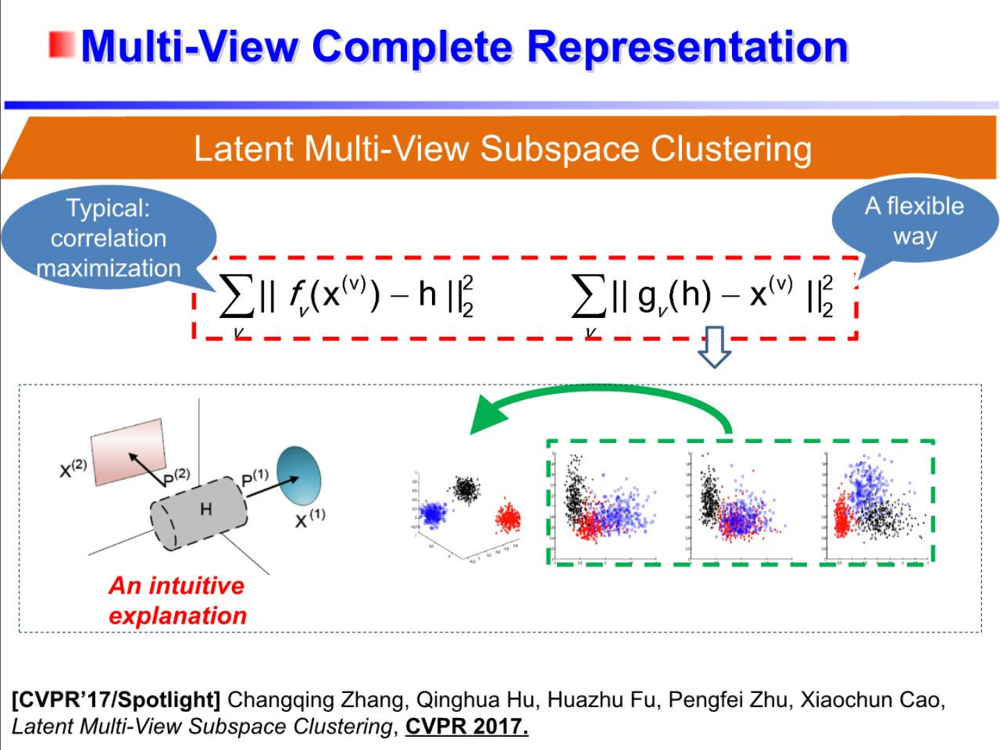 Multi-View Complete Representation
Latent Multi-View Subspace Clustering
Typical:
correlation
maximization
A flexible
way
∑_v || f_v(x^(v)) – h ||_2^2
∑_v || g_v(h) – x^(v) ||_2^2
X^(2)
P^(2)
P^(1)
H
X^(1)
An intuitive
explanation
[CVPR’17/Spotlight] Changqing Zhang, Qinghua Hu, Huazhu Fu, Pengfei Zhu, Xiaochun Cao,
Latent Multi-View Subspace Clustering, CVPR 2017.